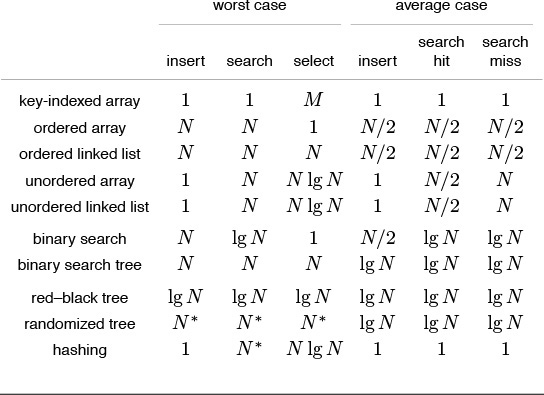 worst case average case
search search
insert search select insert hit miss
key-indexed array 1 1 M 1 1 1
ordered array N N 1 N/2 N/2 N/2
ordered linked list N N N N/2 N/2 N/2
unordered array 1 N N lg N 1 N/2 N
unordered linked list 1 N N lg N 1 N/2 N
binary search N lg N 1 N/2 lg N lg N
binary search tree N N N lg N lg N lg N
red–black tree lg N lg N lg N lg N lg N lg N
randomized tree N* N* N* lg N lg N lg N
hashing 1 N* N lg N 1 1 1